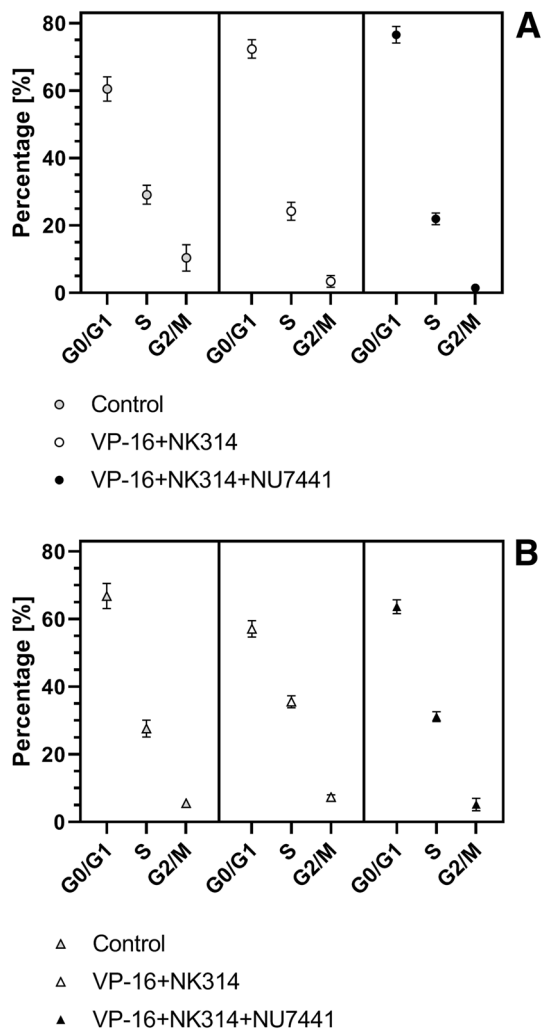 A
Percentage [%]
80
60
40
20
0
G0/G1 S G2/M G0/G1 S G2/M G0/G1 S G2/M
Control
VP-16+NK314
VP-16+NK314+NU7441
B
Percentage [%]
80
60
40
20
0
G0/G1 S G2/M G0/G1 S G2/M G0/G1 S G2/M
Control
VP-16+NK314
VP-16+NK314+NU7441